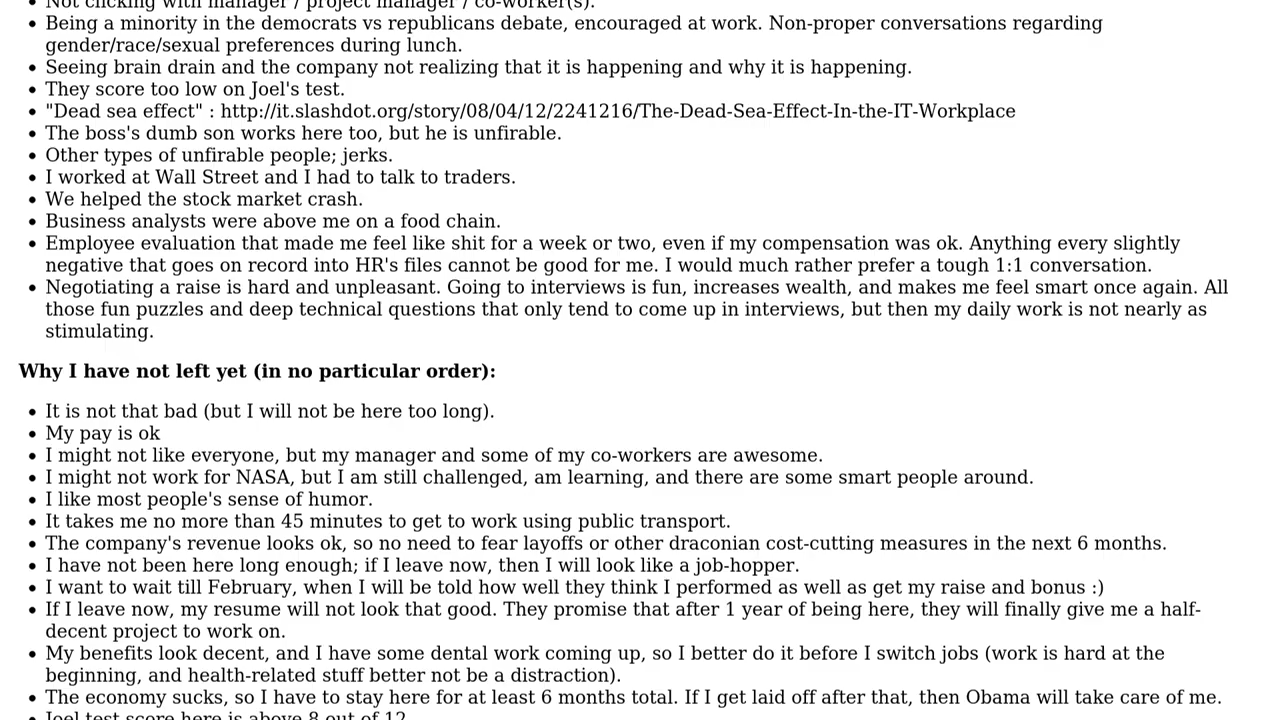 Not clicking with manager / project manager / co-worker(s).
Being a minority in the democrats vs republicans debate, encouraged at work. Non-proper conversations regarding
gender/race/sexual preferences during lunch.
Seeing brain drain and the company not realizing that it is happening and why it is happening.
They score too low on Joel's test.
"Dead sea effect" : http://it.slashdot.org/story/08/04/12/2241216/The-Dead-Sea-Effect-In-the-IT-Workplace
The boss's dumb son works here too, but he is unfirable.
Other types of unfirable people; jerks.
I worked at Wall Street and I had to talk to traders.
We helped the stock market crash.
Business analysts were above me on a food chain.
Employee evaluation that made me feel like shit for a week or two, even if my compensation was ok. Anything every slightly
negative that goes on record into HR's files cannot be good for me. I would much rather prefer a tough 1:1 conversation.
Negotiating a raise is hard and unpleasant. Going to interviews is fun, increases wealth, and makes me feel smart once again. All
those fun puzzles and deep technical questions that only tend to come up in interviews, but then my daily work is not nearly as
stimulating.
Why I have not left yet (in no particular order):
It is not that bad (but I will not be here too long).
My pay is ok
I might not like everyone, but my manager and some of my co-workers are awesome.
I might not work for NASA, but I am still challenged, am learning, and there are some smart people around.
I like most people's sense of humor.
It takes me no more than 45 minutes to get to work using public transport.
The company's revenue looks ok, so no need to fear layoffs or other draconian cost-cutting measures in the next 6 months.
I have not been here long enough; if I leave now, then I will look like a job-hopper.
I want to wait till February, when I will be told how well they think I performed as well as get my raise and bonus :)
If I leave now, my resume will not look that good. They promise that after 1 year of being here, they will finally give me a half-
decent project to work on.
My benefits look decent, and I have some dental work coming up, so I better do it before I switch jobs (work is hard at the
beginning, and health-related stuff better not be a distraction).
The economy sucks, so I have to stay here for at least 6 months total. If I get laid off after that, then Obama will take care of me.
Joel test score here is above 8 out of 12